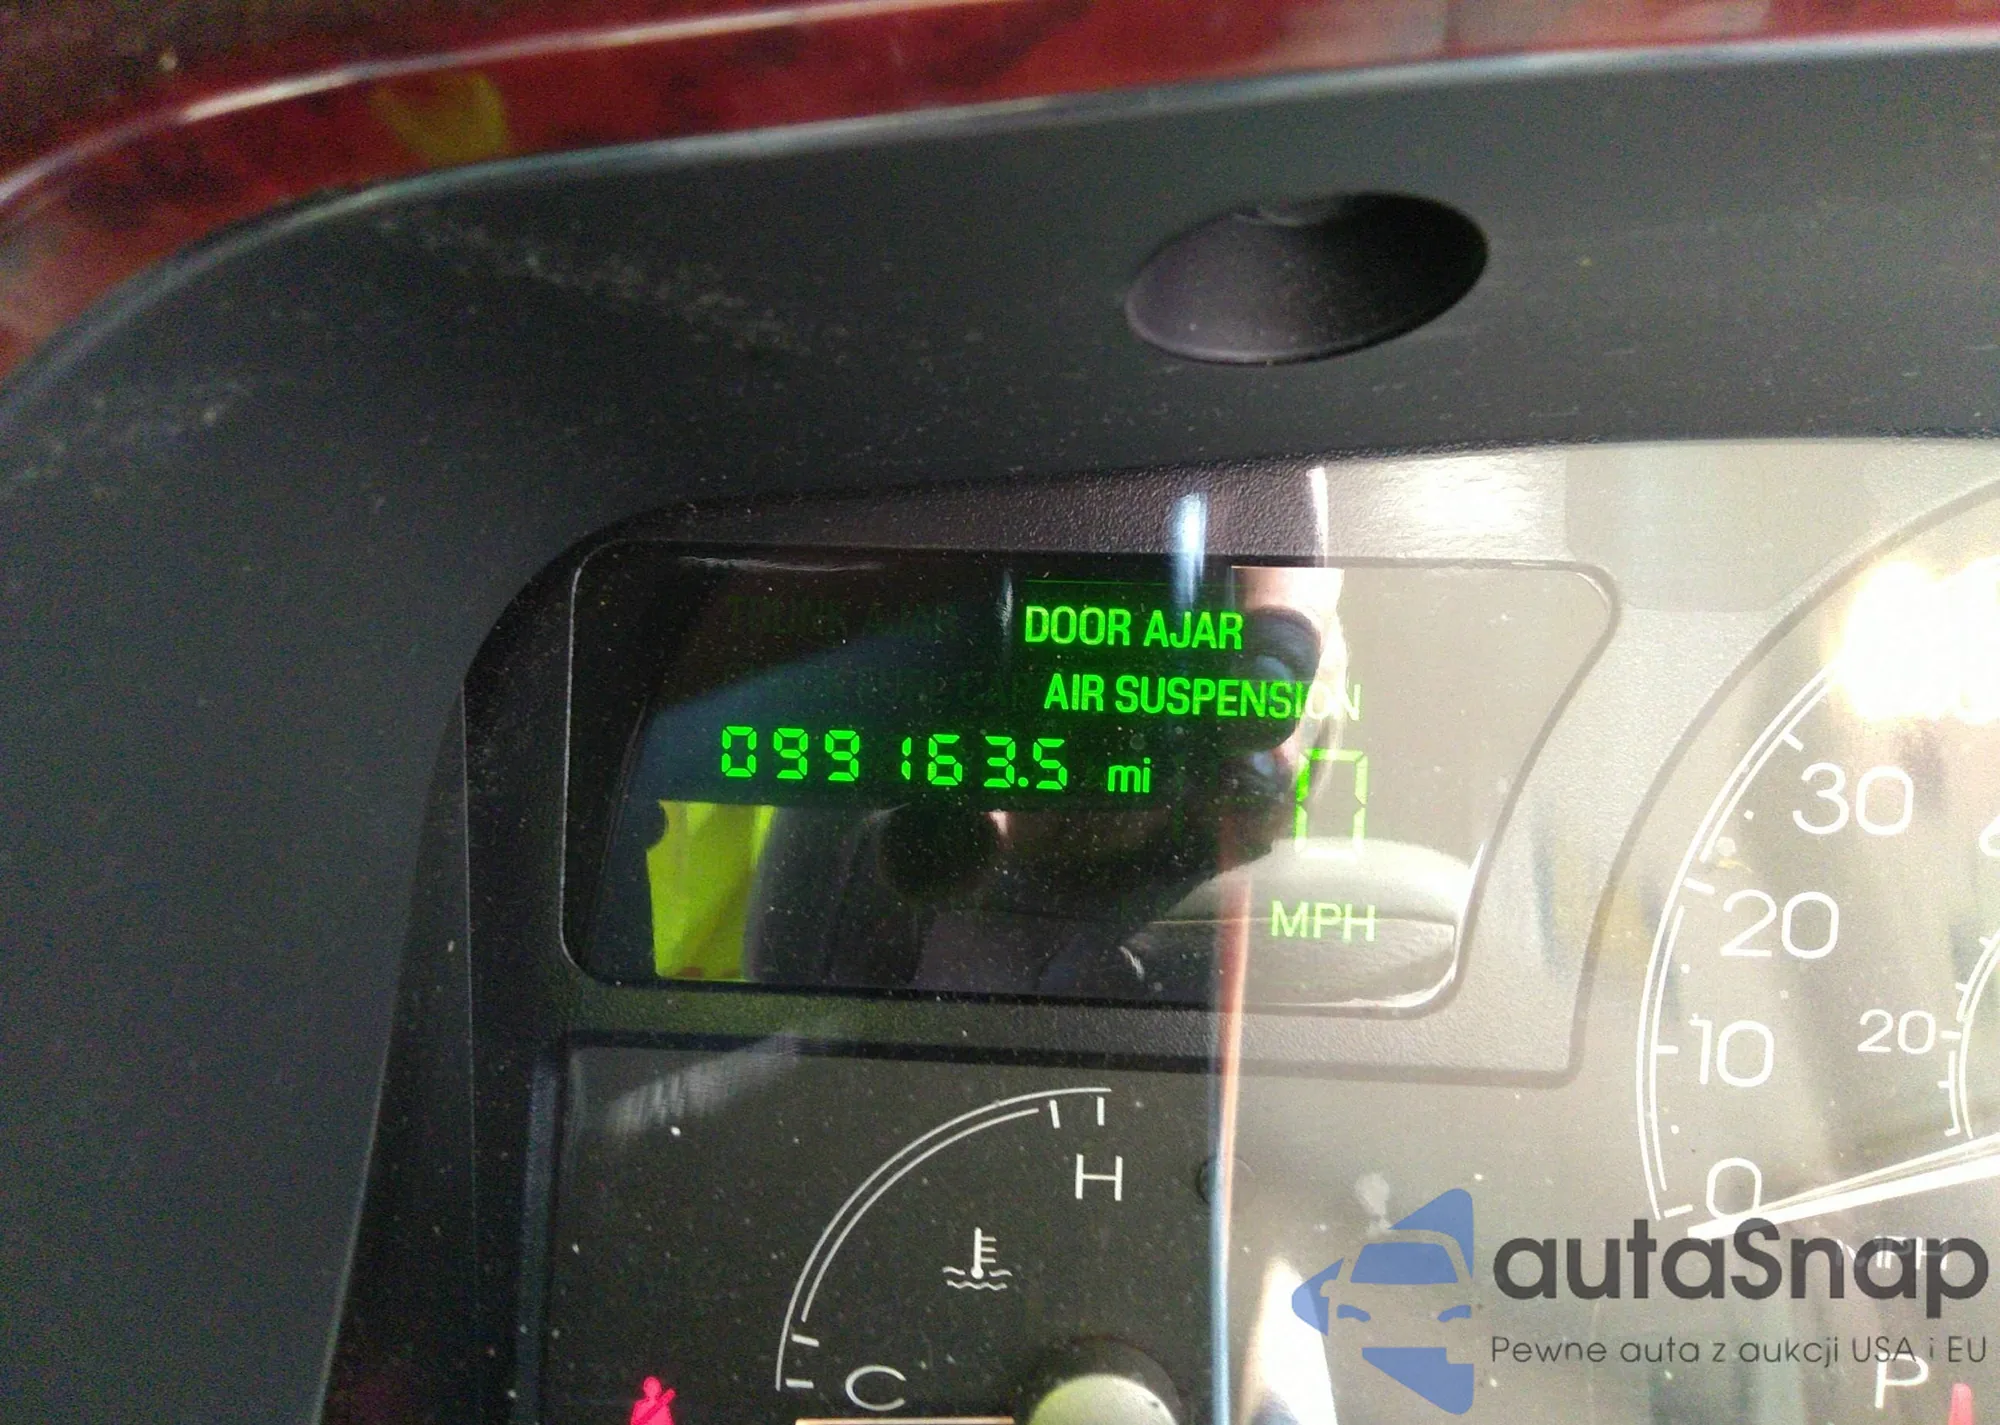 DOOR AJAR
AIR SUSPENSION
099163.5 mi
0
MPH
30
20
10
0
20
H
C
MPH
P
autaSnap
Pewne auta z aukcji USA i EU